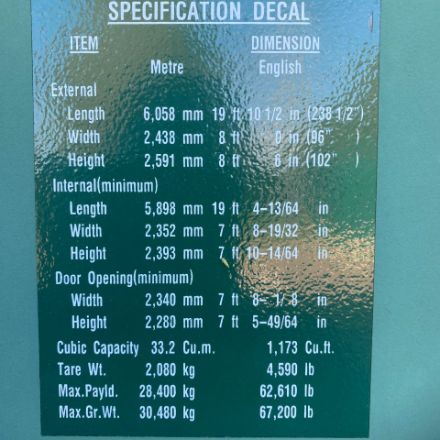 SPECIFICATION DECAL
ITEM DIMENSION
Metre English
External
Length 6,058 mm 19 ft 10 1/2 in (238 1/2")
Width 2,438 mm 8 ft 0 in (96" )
Height 2,591 mm 8 ft 6 in (102" )
Internal(minimum)
Length 5,898 mm 19 ft 4-13/64 in
Width 2,352 mm 7 ft 8-19/32 in
Height 2,393 mm 7 ft 10-14/64 in
Door Opening(minimum)
Width 2,340 mm 7 ft 8- 1/ 8 in
Height 2,280 mm 7 ft 5-49/64 in
Cubic Capacity 33.2 Cu.m. 1,173 Cu.ft.
Tare Wt. 2,080 kg 4,590 lb
Max.Payld. 28,400 kg 62,610 lb
Max.Gr.Wt. 30,480 kg 67,200 lb